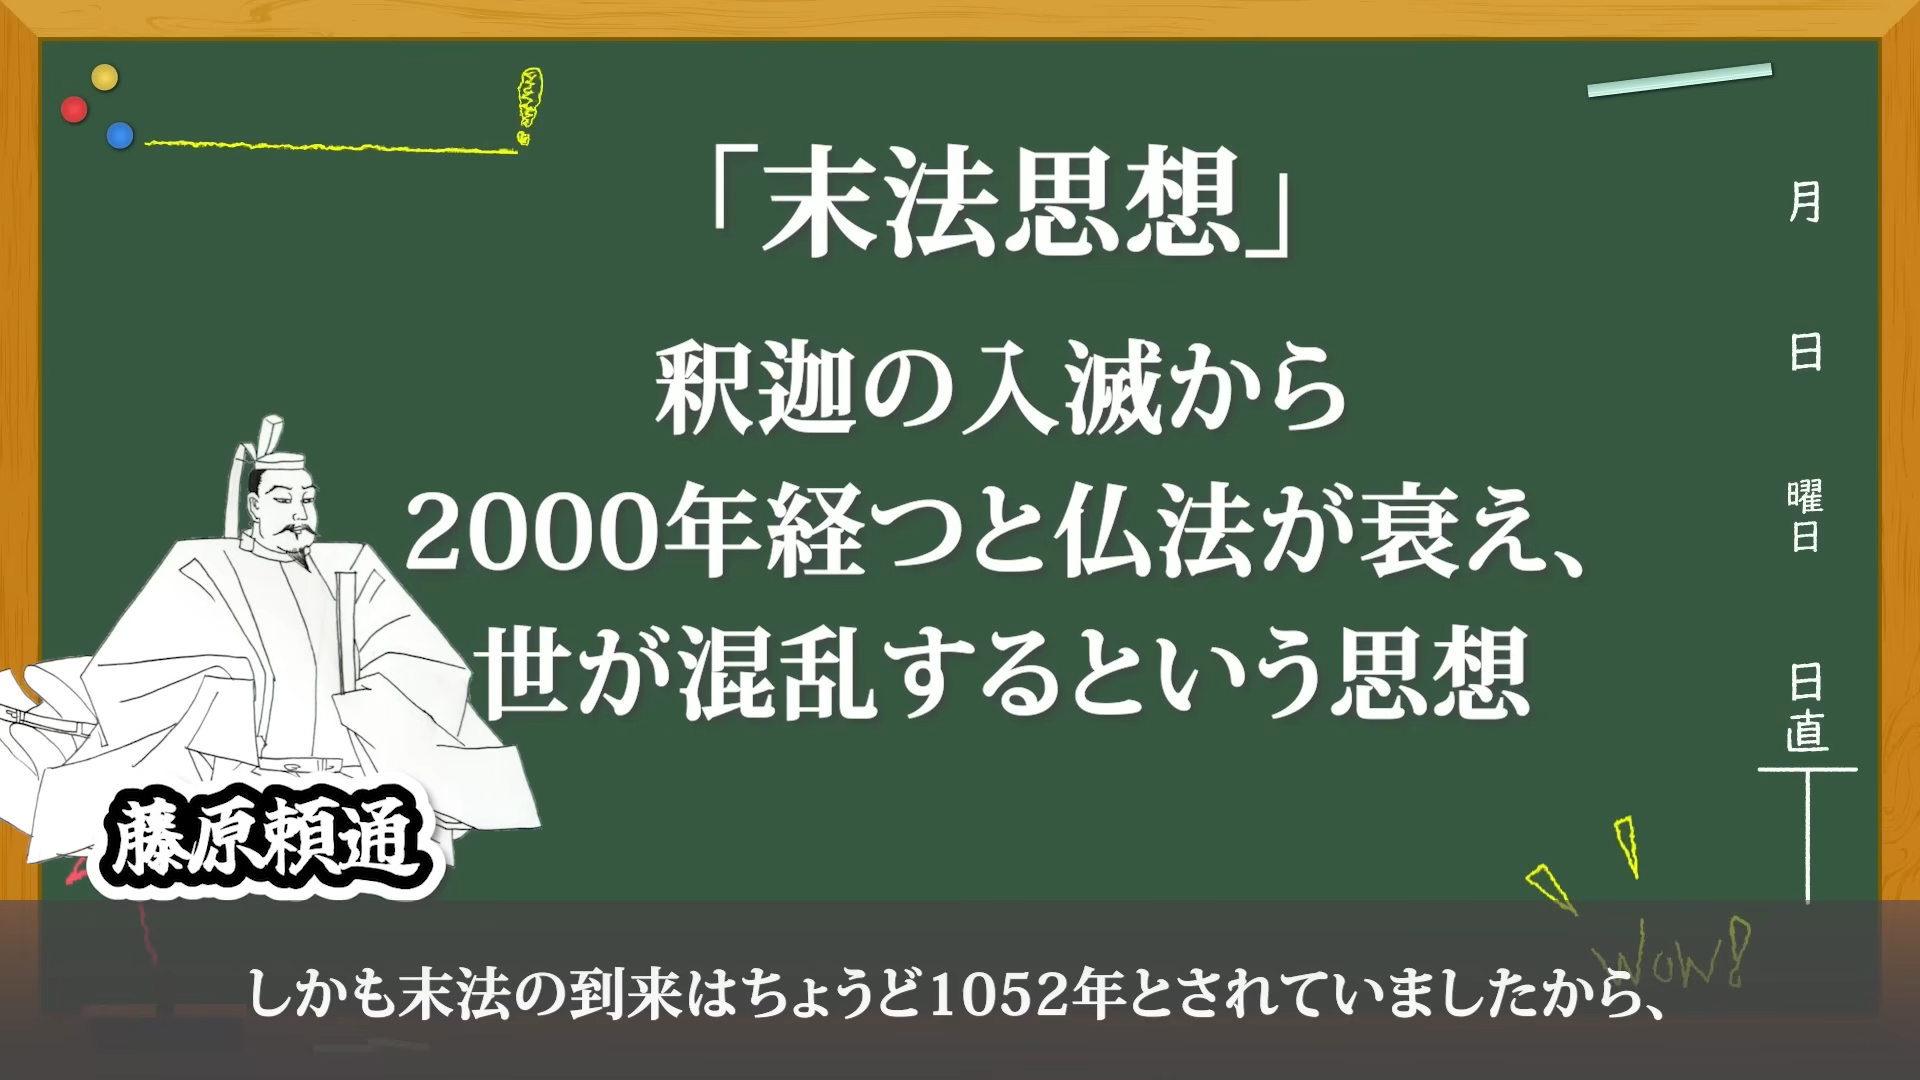 「末法思想」
釈迦の入滅から
2000年経つと仏法が衰え、
世が混乱するという思想
月
日
曜日
日直
藤原頼通
WoW!
しかも末法の到来はちょうど1052年とされていましたから、